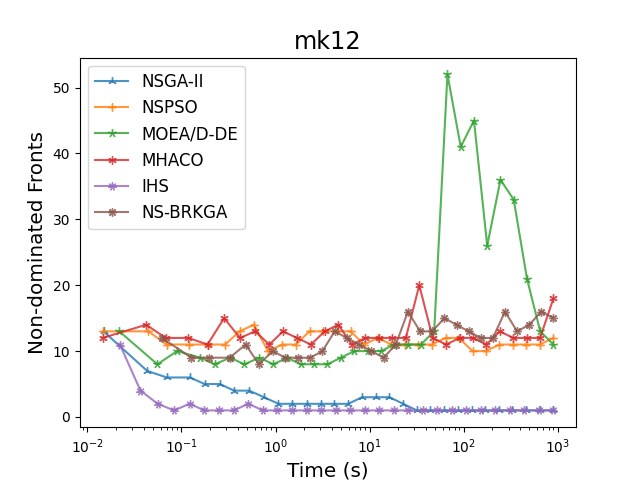 mk12
NSGA-II
NSPSO
MOEA/D-DE
MHACO
IHS
NS-BRKGA
Non-dominated Fronts
50
40
30
20
10
0
10⁻² 10⁻¹ 10⁰ 10¹ 10² 10³
Time (s)